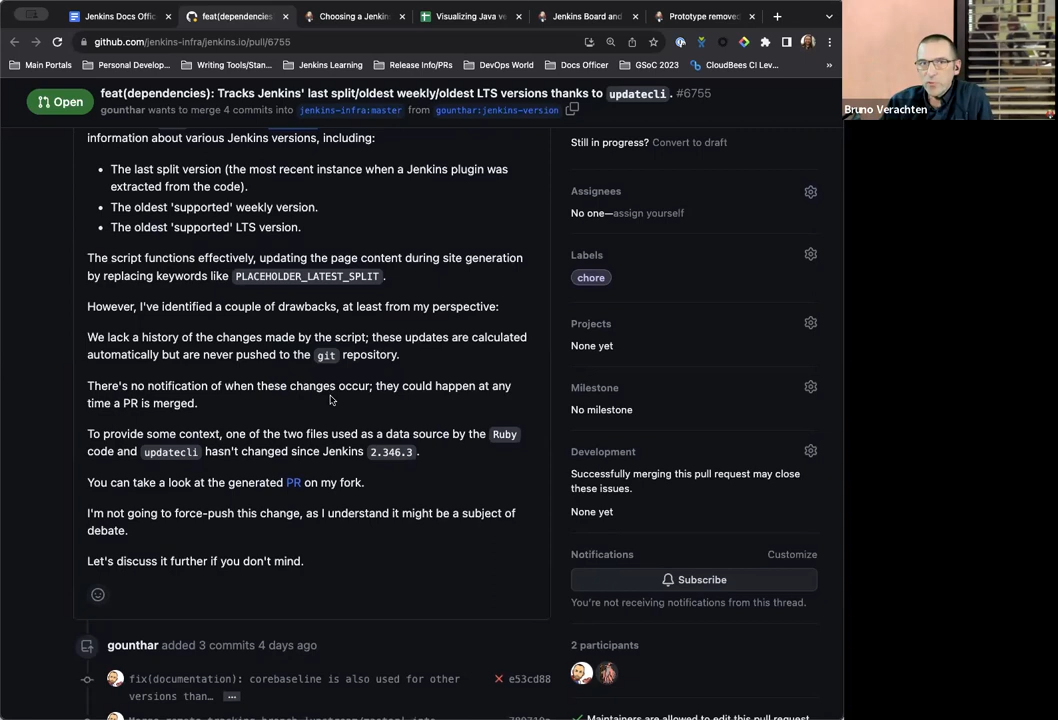 Jenkins Docs Offic
feat(dependencies)
Choosing a Jenkin
Visualizing Java ve
Jenkins Board and
Prototype removed
github.com/jenkins-infra/jenkins.io/pull/6755
Main Portals
Personal Develop...
Writing Tools/Stan...
Jenkins Learning
Release Info/PRs
DevOps World
Docs Officer
GSoC 2023
CloudBees CI Lev...
Bruno Verachten
Open
feat(dependencies): Tracks Jenkins' last split/oldest weekly/oldest LTS versions thanks to updatecli. #6755
gounthar wants to merge 4 commits into jenkins-infra:master from gounthar:jenkins-version
information about various Jenkins versions, including:
• The last split version (the most recent instance when a Jenkins plugin was
extracted from the code).
• The oldest 'supported' weekly version.
• The oldest 'supported' LTS version.
The script functions effectively, updating the page content during site generation
by replacing keywords like PLACEHOLDER_LATEST_SPLIT.
However, I've identified a couple of drawbacks, at least from my perspective:
We lack a history of the changes made by the script; these updates are calculated
automatically but are never pushed to the git repository.
There's no notification of when these changes occur; they could happen at any
time a PR is merged.
To provide some context, one of the two files used as a data source by the Ruby
code and updatecli hasn't changed since Jenkins 2.346.3.
You can take a look at the generated PR on my fork.
I'm not going to force-push this change, as I understand it might be a subject of
debate.
Let's discuss it further if you don't mind.
gounthar added 3 commits 4 days ago
fix(documentation): corebaseline is also used for other
versions than… ...
e53cd88
Still in progress? Convert to draft
Assignees
No one—assign yourself
Labels
chore
Projects
None yet
Milestone
No milestone
Development
Successfully merging this pull request may close
these issues.
None yet
Notifications
Customize
Subscribe
You're not receiving notifications from this thread.
2 participants
Maintainers are allowed to edit this pull request